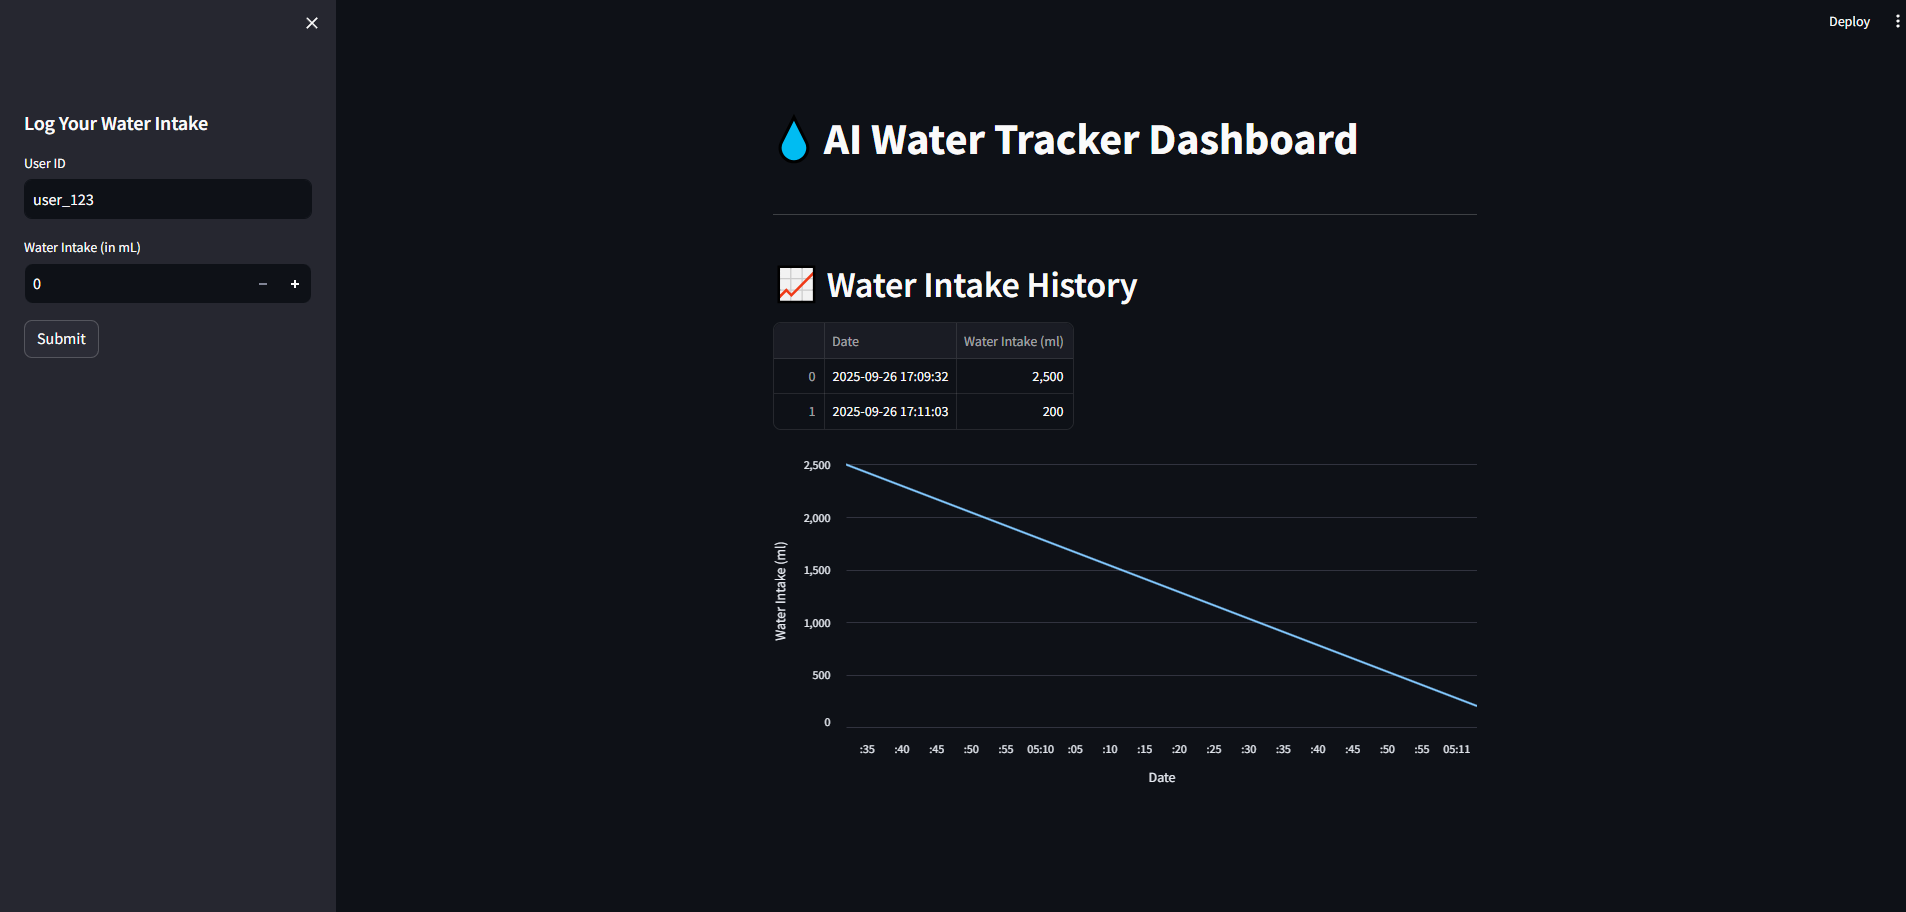 Deploy
Log Your Water Intake
User ID
user_123
Water Intake (in mL)
0
Submit
AI Water Tracker Dashboard
Water Intake History
Date Water Intake (ml)
0 2025-09-26 17:09:32 2,500
1 2025-09-26 17:11:03 200
2,500
2,000
1,500
1,000
500
0
Water Intake (ml)
:35 :40 :45 :50 :55 05:10 :05 :10 :15 :20 :25 :30 :35 :40 :45 :50 :55 05:11
Date